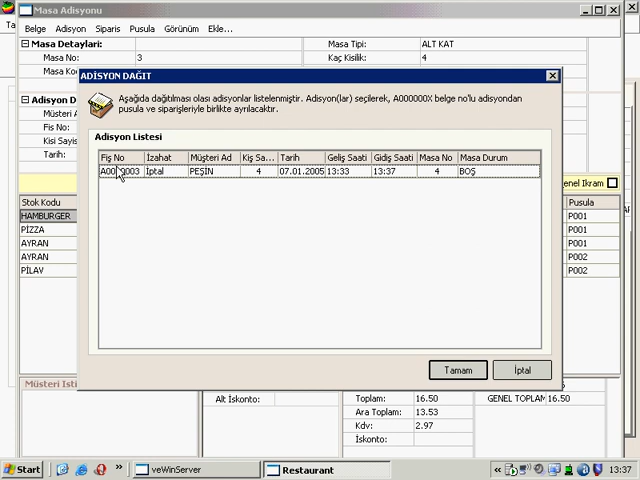 Masa Adisyonu
Belge Adisyon Siparis Pusula Görünüm Ekle...
Masa Detayları:
Masa Tipi: ALT KAT
Masa No: 3
Kaç Kisilik: 4
ADİSYON DAĞIT
Aşağıda dağıtılması olası adisyonlar listelenmiştir. Adisyon(lar) seçilerek, A000000X belge no'lu adisyondan
pusula ve siparişleriyle birlikte ayrılacaktır.
Adisyon Listesi
Fiş No İzahat Müşteri Ad Kiş Sa... Tarih Geliş Saati Gidiş Saati Masa No Masa Durum
İptal PEŞİN 4 07.01.2005 13:33 13:37 4 BOŞ
Fis No:
Kisi Sayis
Tarih:
Stok Kodu
Pusula
HAMBURGER
P001
PİZZA
P001
AYRAN
P001
AYRAN
P002
PİLAV
P002
Tamam İptal
Müsteri Isti
Alt İskonto:
Toplam: 16.50
GENEL TOPLAM 16.50
Ara Toplam: 13.53
Kdv: 2.97
İskonto:
Start
veWinServer
Restaurant
13:37